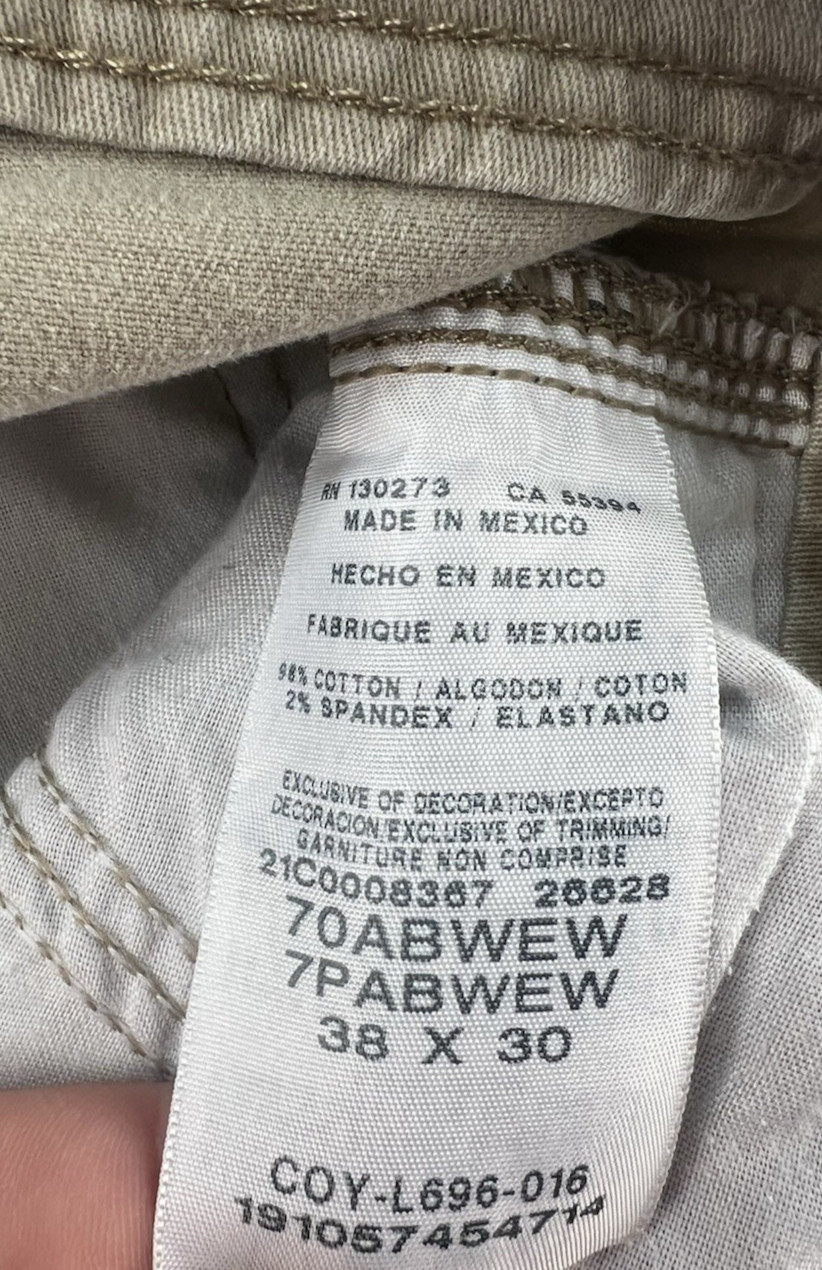 RN 130273 CA 55394
MADE IN MEXICO
HECHO EN MEXICO
FABRIQUE AU MEXIQUE
98% COTTON / ALGODON / COTON
2% SPANDEX / ELASTANO
EXCLUSIVE OF DECORATION/EXCEPTO
DECORACION/EXCLUSIVE OF TRIMMING/
GARNITURE NON COMPRISE
21C0008367 26628
70ABWEW
7PABWEW
38 X 30
COY-L696-016
191057454714